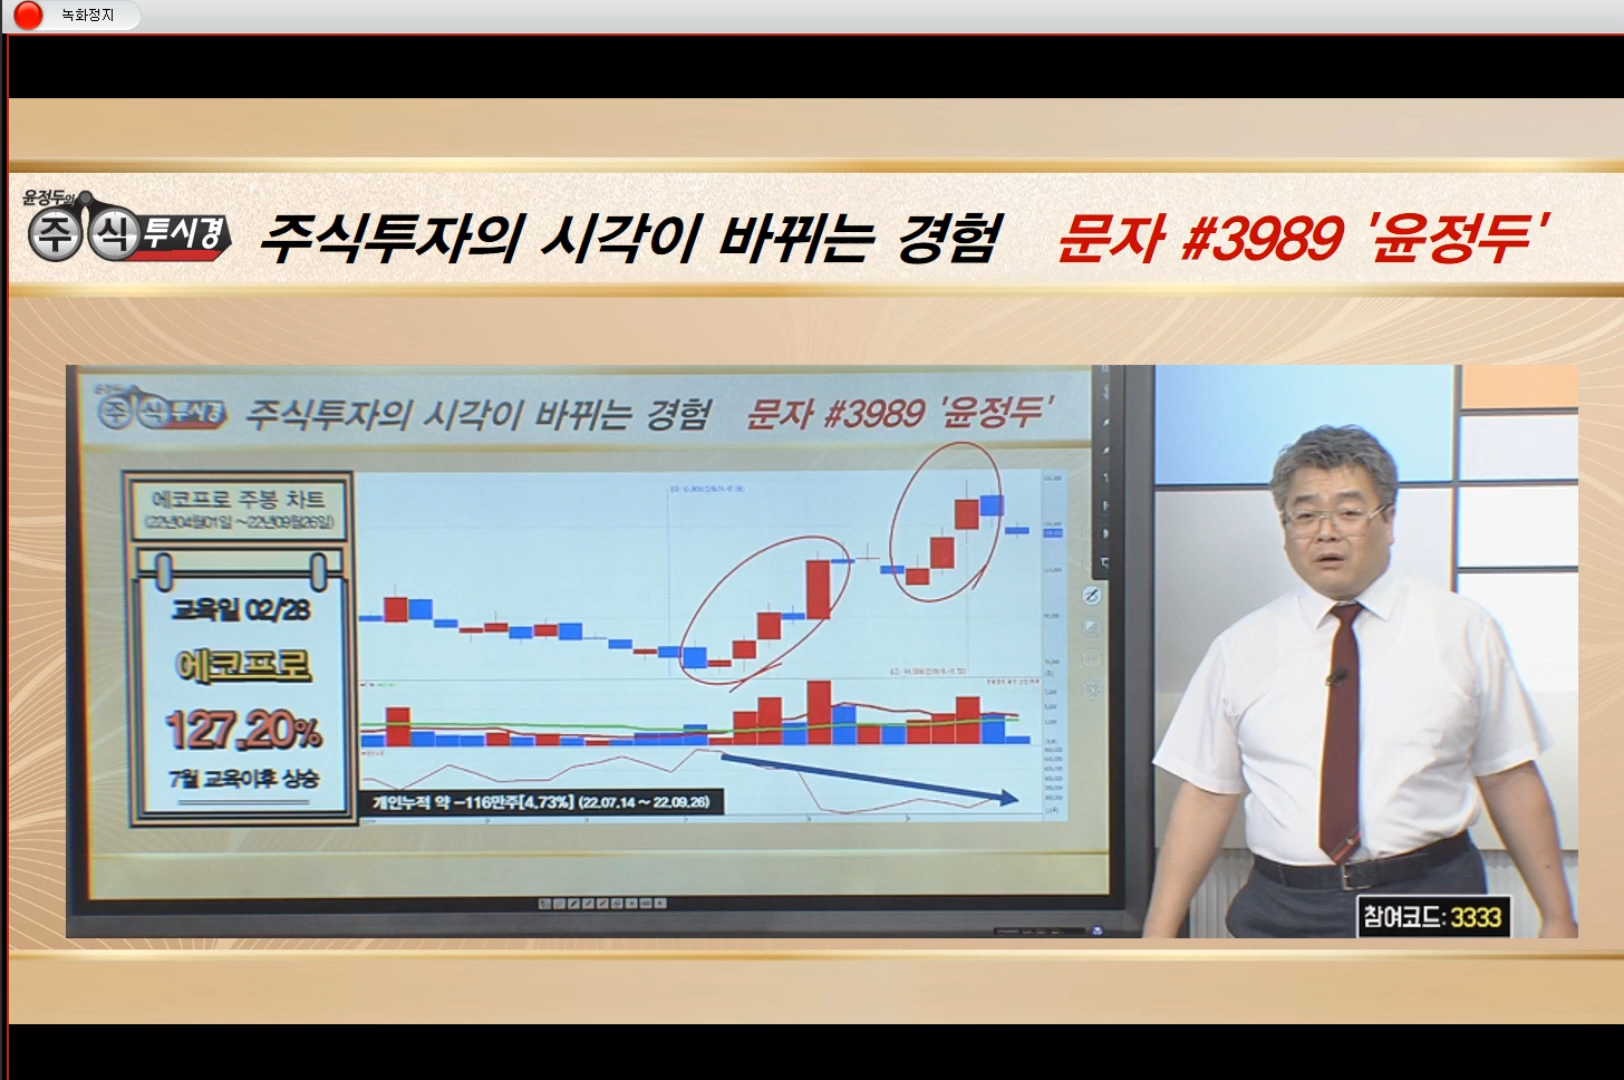 녹화정지
윤정두의
주식투시경
주식투자의 시각이 바뀌는 경험 문자 #3989 '윤정두'
주식투시경
주식투자의 시각이 바뀌는 경험 문자 #3989 '윤정두'
에코프로 주봉 차트
(22년04월01일 ~22년09월26일)
교육일 02/28
에코프로
127.20%
7월 교육이후 상승
개인누적 약 -116만주[4.73%] (22.07.14 ~ 22.09.26)
참여코드: 3333